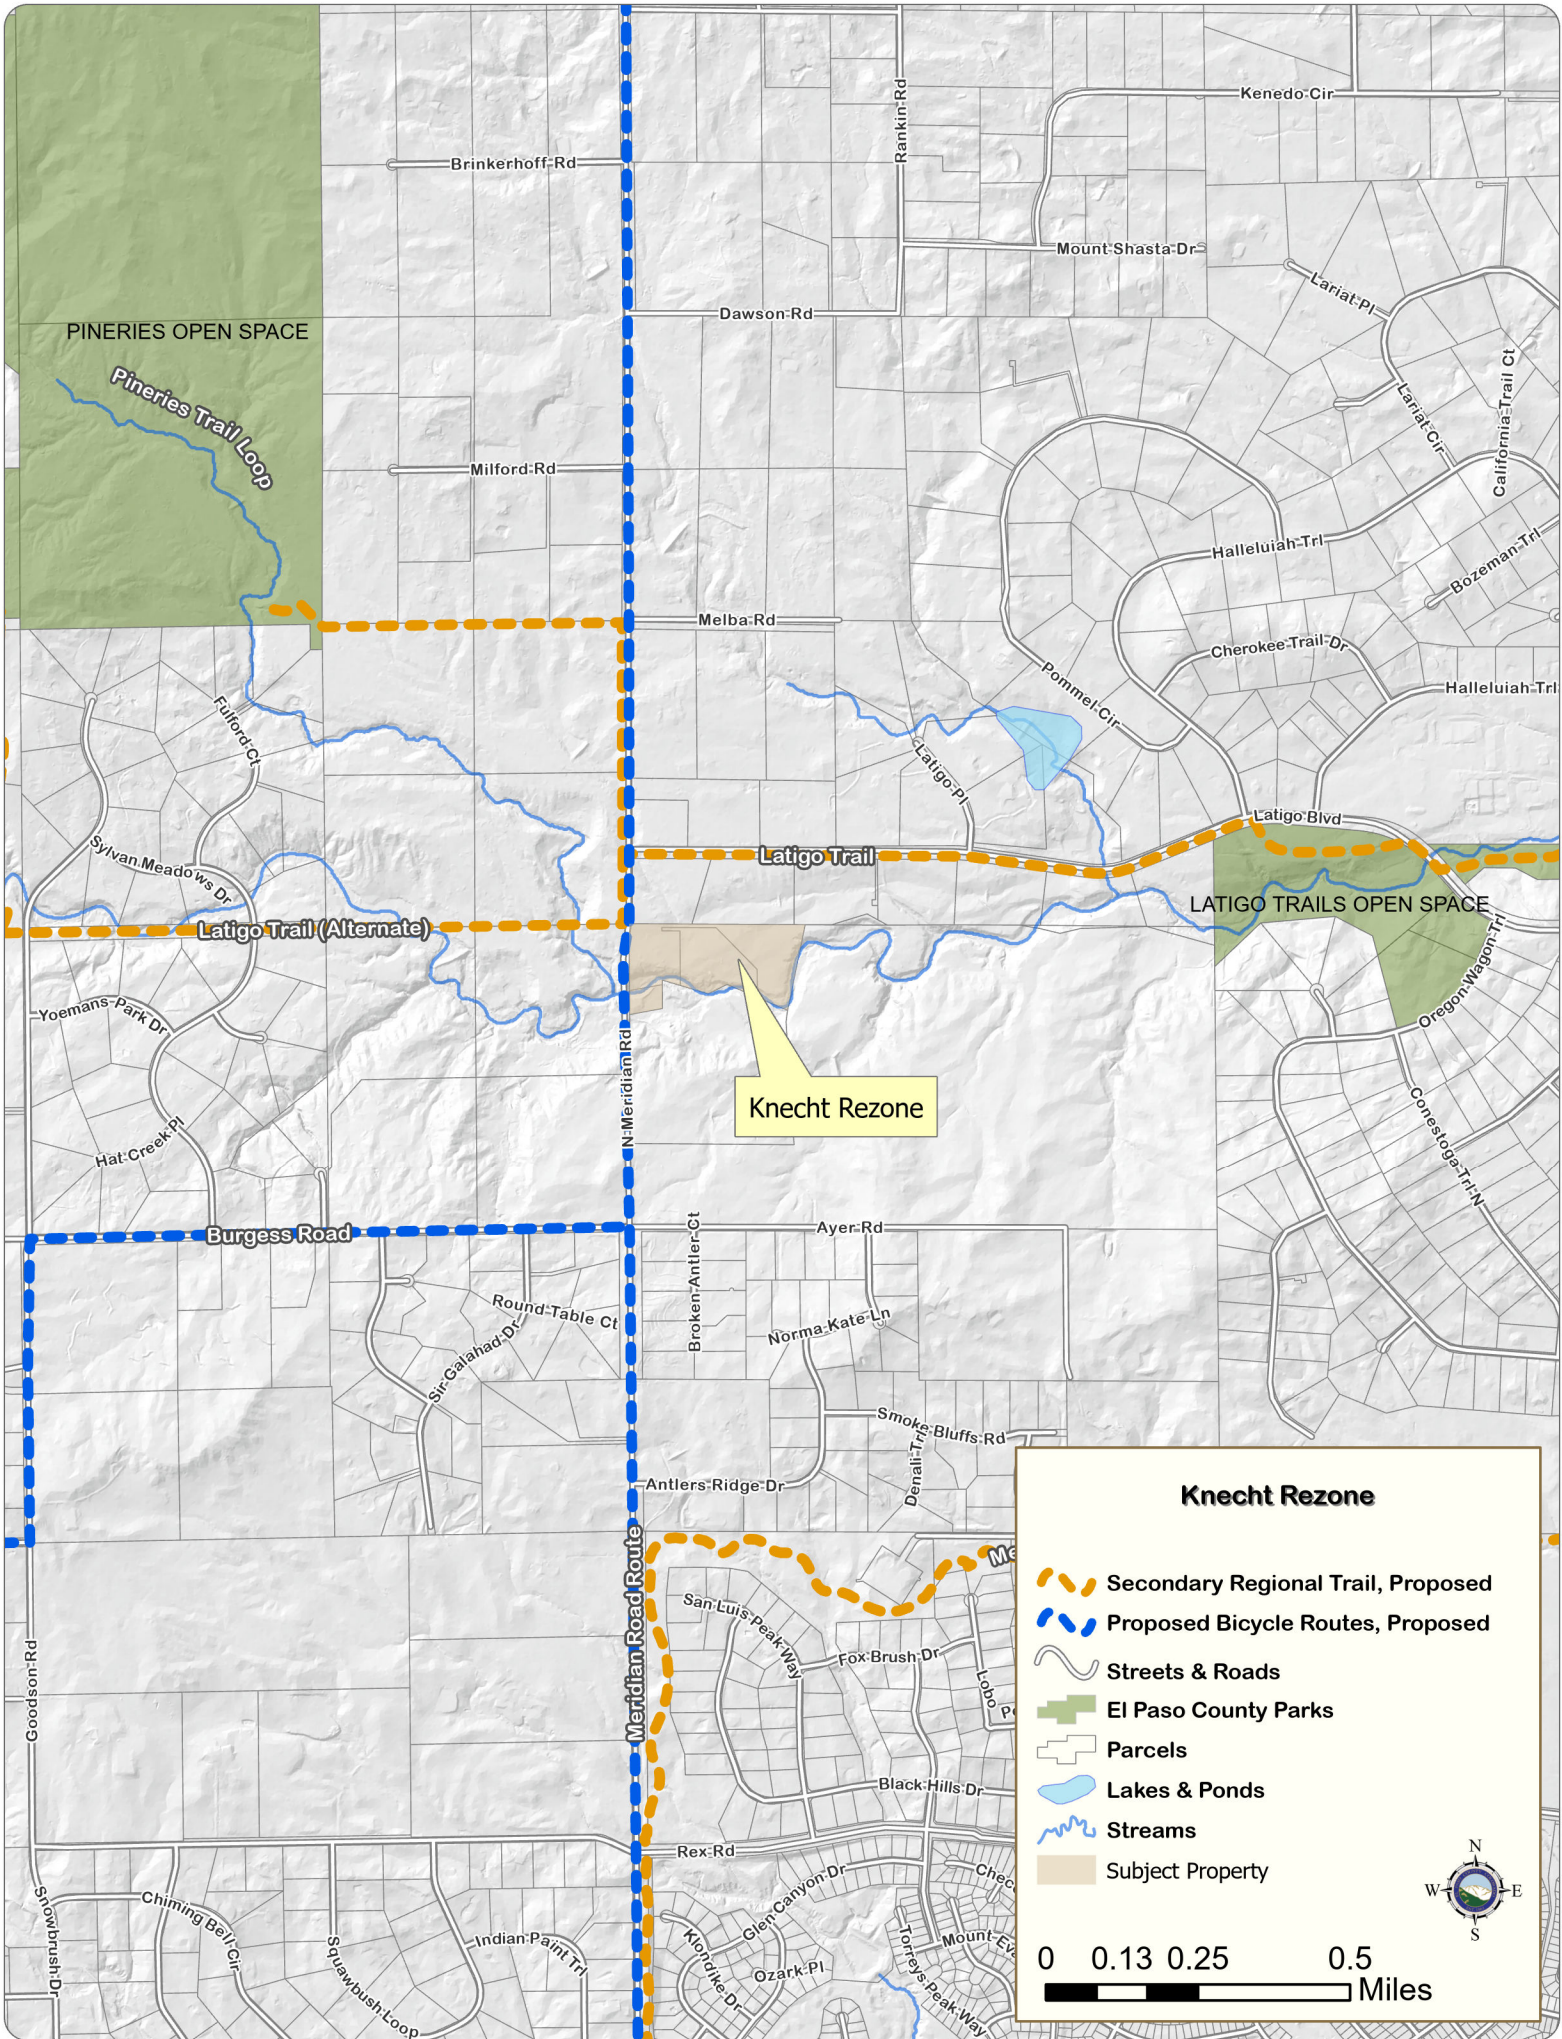 Kenedo Cir
Rankin Rd
Brinkerhoff Rd
Mount Shasta Dr
Lariat Pl
Dawson Rd
PINERIES OPEN SPACE
Pineries Trail Loop
California Trail Ct
Lariat Cir
Milford Rd
Halleluiah Trl
Bozeman Trl
Melba Rd
Cherokee Trail Dr
Pommel Cir
Halleluiah Trl
Fulford Ct
Latigo Pl
Latigo Blvd
Sylvan Meadows Dr
Latigo Trail
LATIGO TRAILS OPEN SPACE
Latigo Trail (Alternate)
Oregon Wagon Trl
Yoemans Park Dr
N Meridian Rd
Knecht Rezone
Hat Creek Pl
Conestoga Trl N
Burgess Road
Ayer Rd
Broken Antler Ct
Round Table Ct
Norma Kate Ln
Sir Galahad Dr
Smoke Bluffs Rd
Denali Trl
Antlers Ridge Dr
Meridian Road Route
Me
San Luis Peak Way
Fox Brush Dr
Lobo
Goodson Rd
Black Hills Dr
Rex Rd
Snowbrush Dr
Chiming Bell Cir
Squawbush Loop
Indian Paint Trl
Glen Canyon Dr
Klondike Dr
Ozark Pl
Torreys Peak Way
Mount Eva
Chec
Knecht Rezone
Secondary Regional Trail, Proposed
Proposed Bicycle Routes, Proposed
Streets & Roads
El Paso County Parks
Parcels
Lakes & Ponds
Streams
Subject Property
N
W E
S
0 0.13 0.25 0.5
Miles